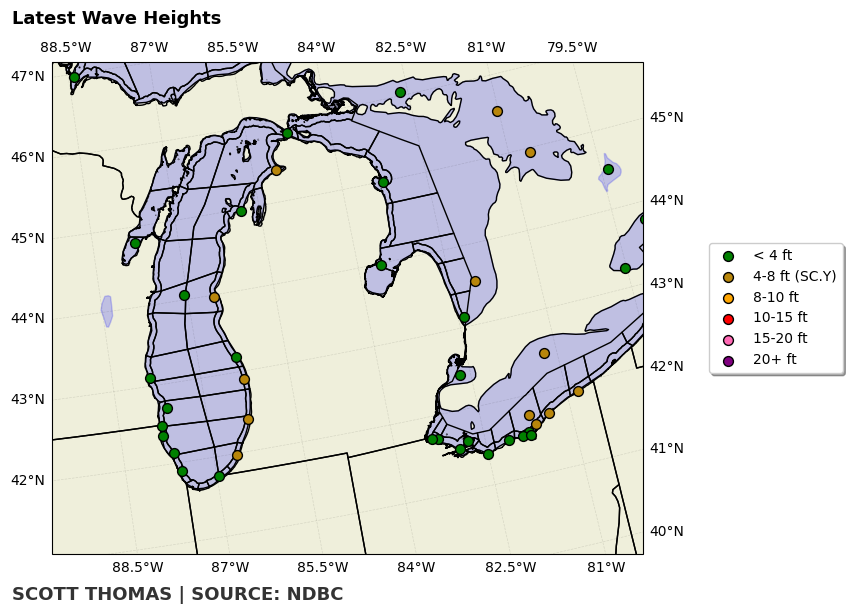 Latest Wave Heights
88.5°W 87°W 85.5°W 84°W 82.5°W 81°W 79.5°W
47°N
46°N
45°N
44°N
43°N
42°N
45°N
44°N
43°N
42°N
41°N
40°N
< 4 ft
4-8 ft (SC.Y)
8-10 ft
10-15 ft
15-20 ft
20+ ft
88.5°W 87°W 85.5°W 84°W 82.5°W 81°W
SCOTT THOMAS | SOURCE: NDBC